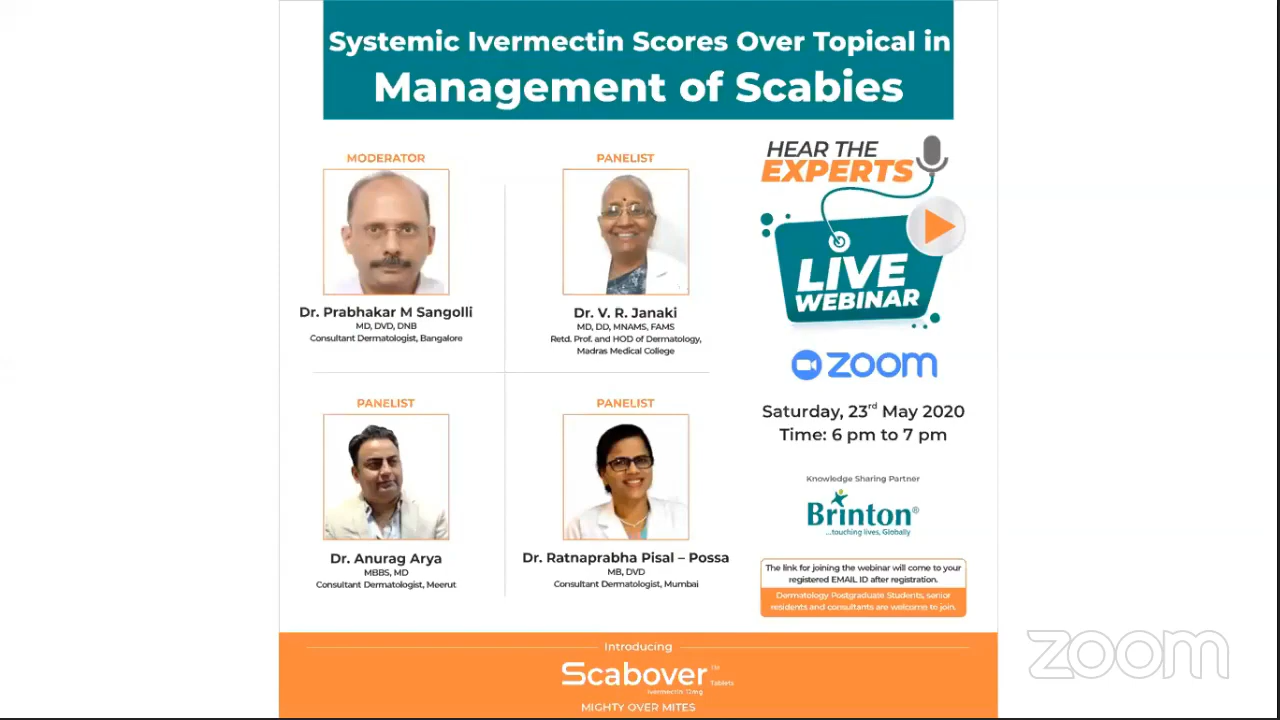 Systemic Ivermectin Scores Over Topical in
Management of Scabies
MODERATOR
Dr. Prabhakar M Sangolli
MD, DVD, DNB
Consultant Dermatologist, Bangalore
PANELIST
Dr. V. R. Janaki
MD, DD, MNAMS, FAMS
Retd. Prof. and HOD of Dermatology,
Madras Medical College
PANELIST
Dr. Anurag Arya
MBBS, MD
Consultant Dermatologist, Meerut
PANELIST
Dr. Ratnaprabha Pisal – Possa
MB, DVD
Consultant Dermatologist, Mumbai
HEAR THE
EXPERTS
LIVE
WEBINAR
zoom
Saturday, 23rd May 2020
Time: 6 pm to 7 pm
Knowledge Sharing Partner
Brinton®
...touching lives, Globally
The link for joining the webinar will come to your
registered EMAIL ID after registration.
Dermatology Postgraduate Students, senior
residents and consultants are welcome to join.
Introducing
Scabover™
Tablets
Ivermectin
MIGHTY OVER MITES
zoom